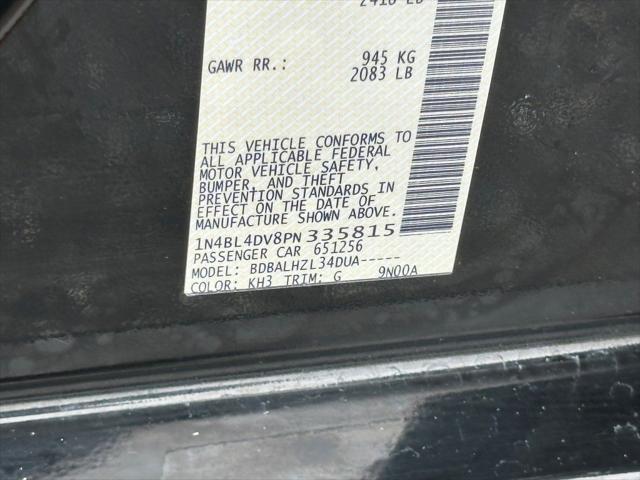 GAWR RR.: 945 KG
2083 LB
THIS VEHICLE CONFORMS TO
ALL APPLICABLE FEDERAL
MOTOR VEHICLE SAFETY,
BUMPER, AND THEFT
PREVENTION STANDARDS IN
EFFECT ON THE DATE OF
MANUFACTURE SHOWN ABOVE.
1N4BL4DV8PN335815
PASSENGER CAR 651256
MODEL: BDBALHZL34DUA-----
COLOR: KH3 TRIM: G 9N00A